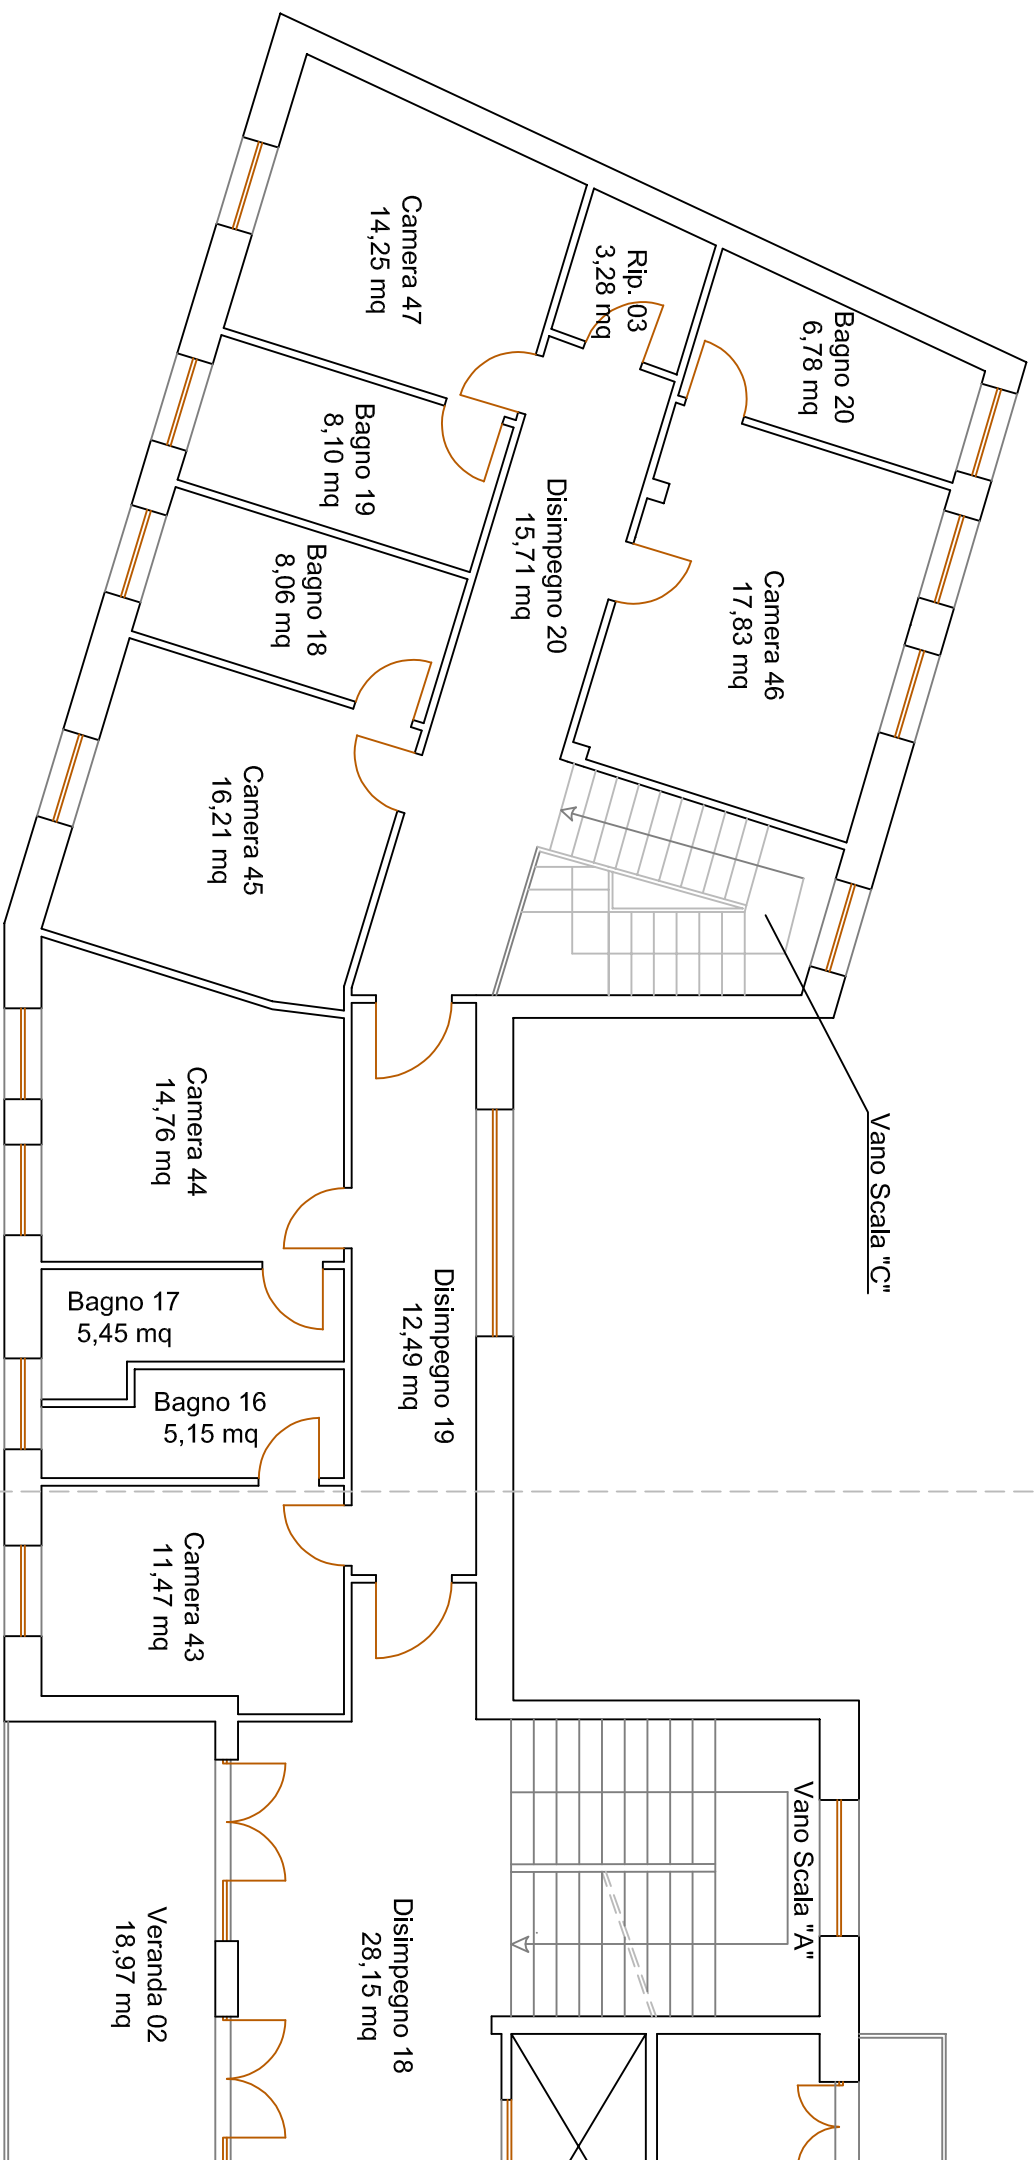 Camera 47
14,25 mq
Rip. 03
3,28 mq
Bagno 20
6,78 mq
Bagno 19
8,10 mq
Disimpegno 20
15,71 mq
Bagno 18
8,06 mq
Camera 46
17,83 mq
Camera 45
16,21 mq
Camera 44
14,76 mq
Vano Scala "C"
Bagno 17
5,45 mq
Disimpegno 19
12,49 mq
Bagno 16
5,15 mq
Camera 43
11,47 mq
Vano Scala "A"
Veranda 02
18,97 mq
Disimpegno 18
28,15 mq